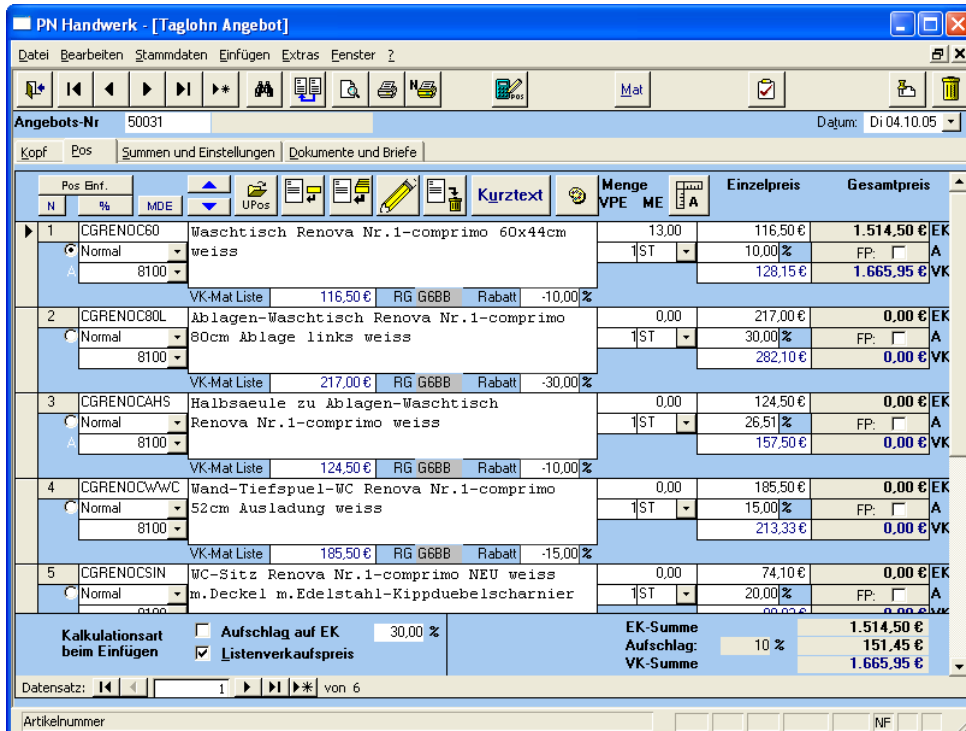 PN Handwerk - [Taglohn Angebot]
Datei Bearbeiten Stammdaten Einfügen Extras Fenster ?
N POS Mat
Angebots-Nr 50031 Datum: Di 04.10.05
Kopf Pos Summen und Einstellungen Dokumente und Briefe
Pos Einf. N % MDE UPos Kurztext Menge VPE ME A Einzelpreis Gesamtpreis
1 CGRENOC60 Waschtisch Renova Nr.1-comprimo 60x44cm 13,00 116,50 € 1.514,50 € EK
Normal weiss 1 ST 10,00 % FP: A
A 8100 128,15 € 1.665,95 € VK
VK-Mat Liste 116,50 € RG G6BB Rabatt -10,00 %
2 CGRENOC80L Ablagen-Waschtisch Renova Nr.1-comprimo 0,00 217,00 € 0,00 € EK
Normal 80cm Ablage links weiss 1 ST 30,00 % FP: A
8100 282,10 € 0,00 € VK
VK-Mat Liste 217,00 € RG G6BB Rabatt -30,00 %
3 CGRENOCAHS Halbsaeule zu Ablagen-Waschtisch 0,00 124,50 € 0,00 € EK
Normal Renova Nr.1-comprimo weiss 1 ST 26,51 % FP: A
A 8100 157,50 € 0,00 € VK
VK-Mat Liste 124,50 € RG G6BB Rabatt -10,00 %
4 CGRENOCWWC Wand-Tiefspuel-WC Renova Nr.1-comprimo 0,00 185,50 € 0,00 € EK
Normal 52cm Ausladung weiss 1 ST 15,00 % FP: A
8100 213,33 € 0,00 € VK
VK-Mat Liste 185,50 € RG G6BB Rabatt -15,00 %
5 CGRENOCSIN WC-Sitz Renova Nr.1-comprimo NEU weiss 0,00 74,10 € 0,00 € EK
Normal m.Deckel m.Edelstahl-Kippduebelscharnier 1 ST 20,00 % FP: A
Kalkulationsart beim Einfügen
Aufschlag auf EK 30,00 %
Listenverkaufspreis
EK-Summe 1.514,50 €
Aufschlag: 10 % 151,45 €
VK-Summe 1.665,95 €
Datensatz: 1 von 6
Artikelnummer NF